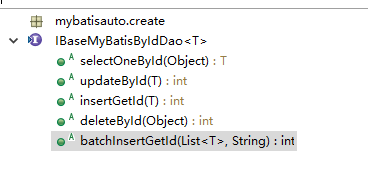 mybatisauto.create
IBaseMyBatisByIdDao<T>
selectOneById(Object) : T
updateById(T) : int
insertGetId(T) : int
deleteById(Object) : int
batchInsertGetId(List<T>, String) : int